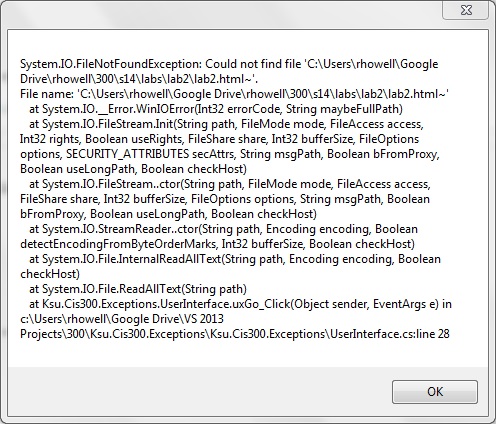 System.IO.FileNotFoundException: Could not find file 'C:\Users\rhowell\Google
Drive\rhowell\300\s14\labs\lab2\lab2.html~'.
File name: 'C:\Users\rhowell\Google Drive\rhowell\300\s14\labs\lab2\lab2.html~'
   at System.IO.__Error.WinIOError(Int32 errorCode, String maybeFullPath)
   at System.IO.FileStream.Init(String path, FileMode mode, FileAccess access,
Int32 rights, Boolean useRights, FileShare share, Int32 bufferSize, FileOptions
options, SECURITY_ATTRIBUTES secAttrs, String msgPath, Boolean bFromProxy,
Boolean useLongPath, Boolean checkHost)
   at System.IO.FileStream..ctor(String path, FileMode mode, FileAccess access,
FileShare share, Int32 bufferSize, FileOptions options, String msgPath, Boolean
bFromProxy, Boolean useLongPath, Boolean checkHost)
   at System.IO.StreamReader..ctor(String path, Encoding encoding, Boolean
detectEncodingFromByteOrderMarks, Int32 bufferSize, Boolean checkHost)
   at System.IO.File.InternalReadAllText(String path, Encoding encoding, Boolean
checkHost)
   at System.IO.File.ReadAllText(String path)
   at Ksu.Cis300.Exceptions.UserInterface.uxGo_Click(Object sender, EventArgs e) in
c:\Users\rhowell\Google Drive\VS 2013
Projects\300\Ksu.Cis300.Exceptions\Ksu.Cis300.Exceptions\UserInterface.cs:line 28
OK